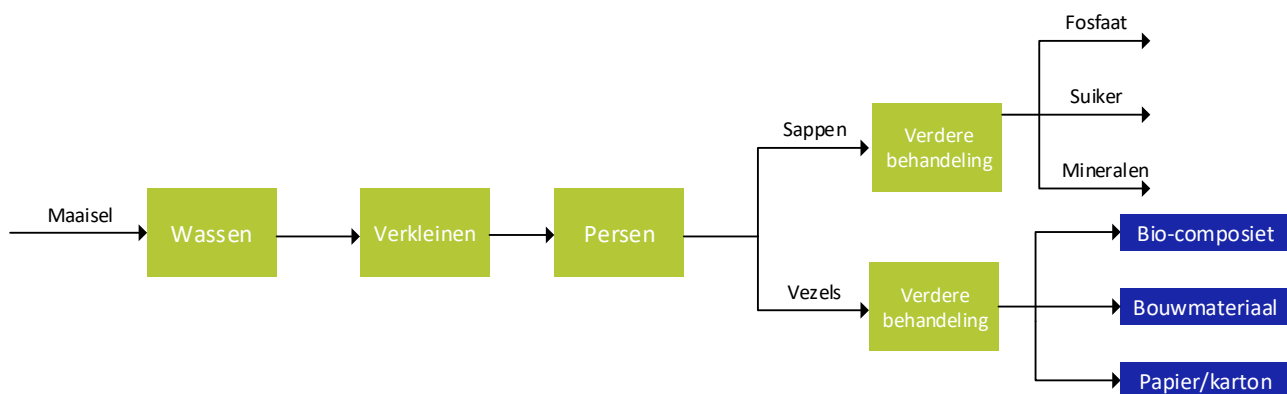 Maaisel
Wassen
Verkleinen
Persen
Sappen
Verdere
behandeling
Fosfaat
Suiker
Mineralen
Vezels
Verdere
behandeling
Bio-composiet
Bouwmateriaal
Papier/karton